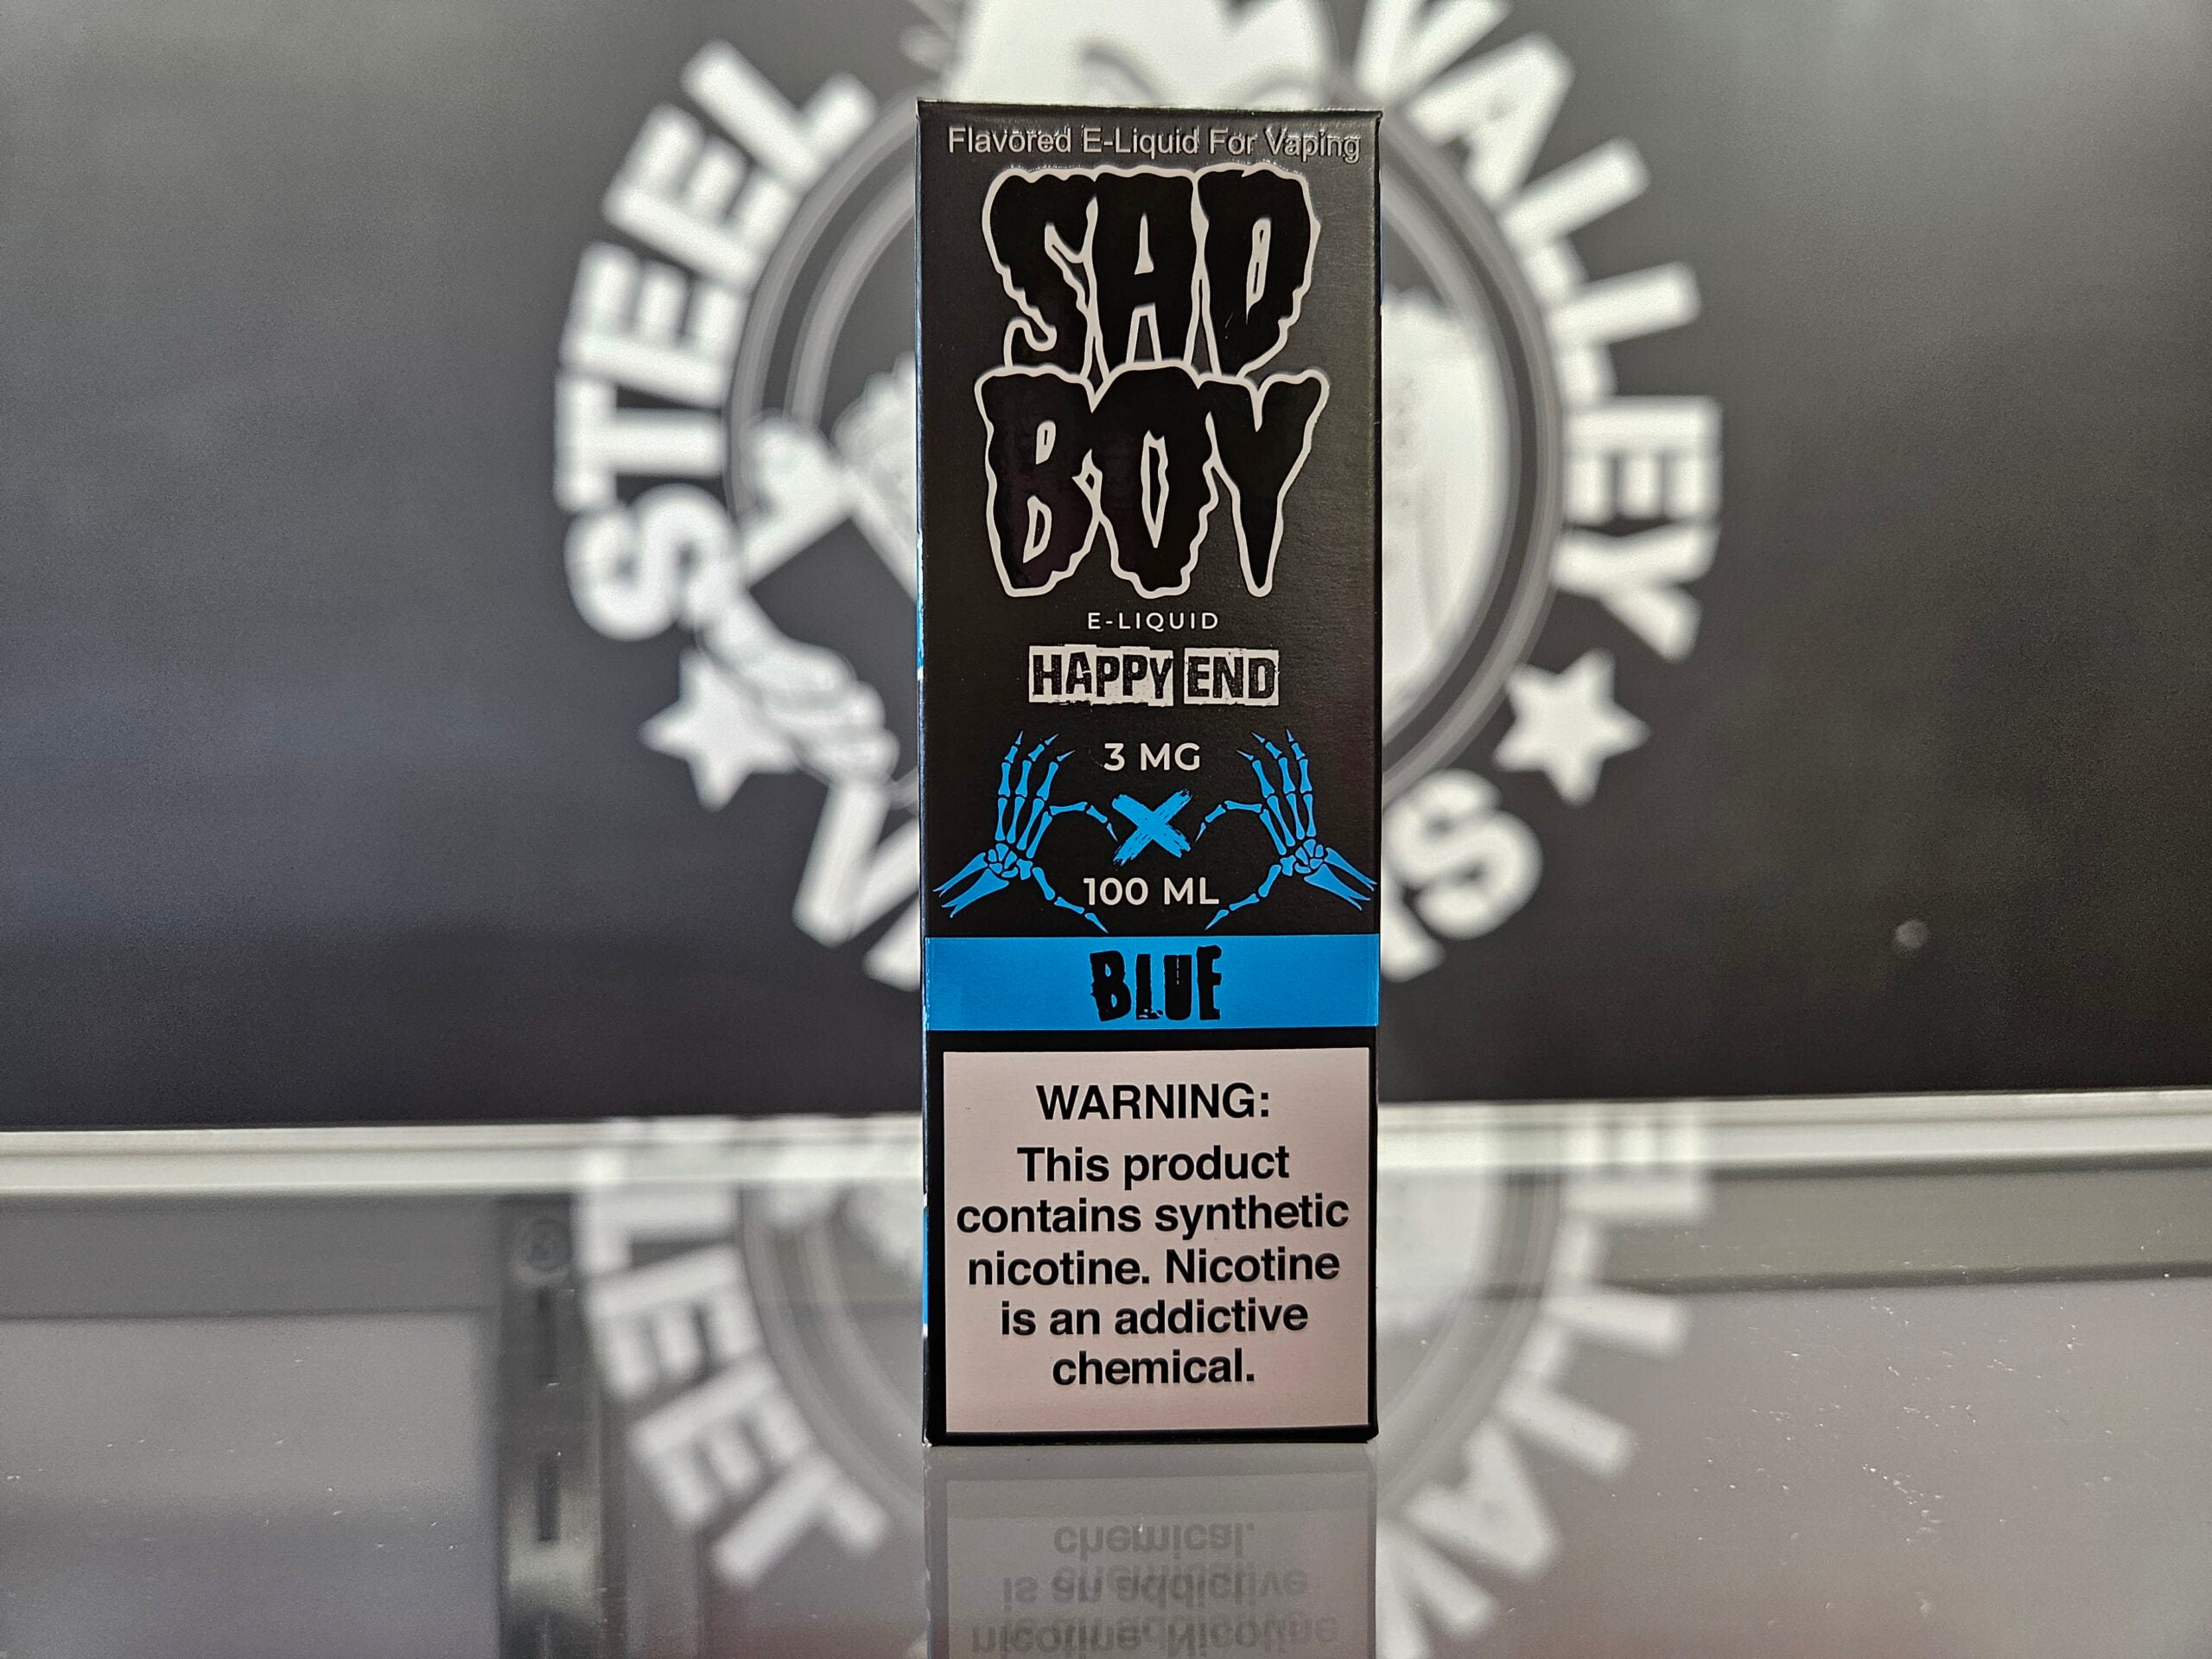 STEEL VALLEY
Flavored E-Liquid For Vaping
SAD
BOY
E-LIQUID
HAPPY END
3 MG
100 ML
BLUE
WARNING:
This product
contains synthetic
nicotine. Nicotine
is an addictive
chemical.